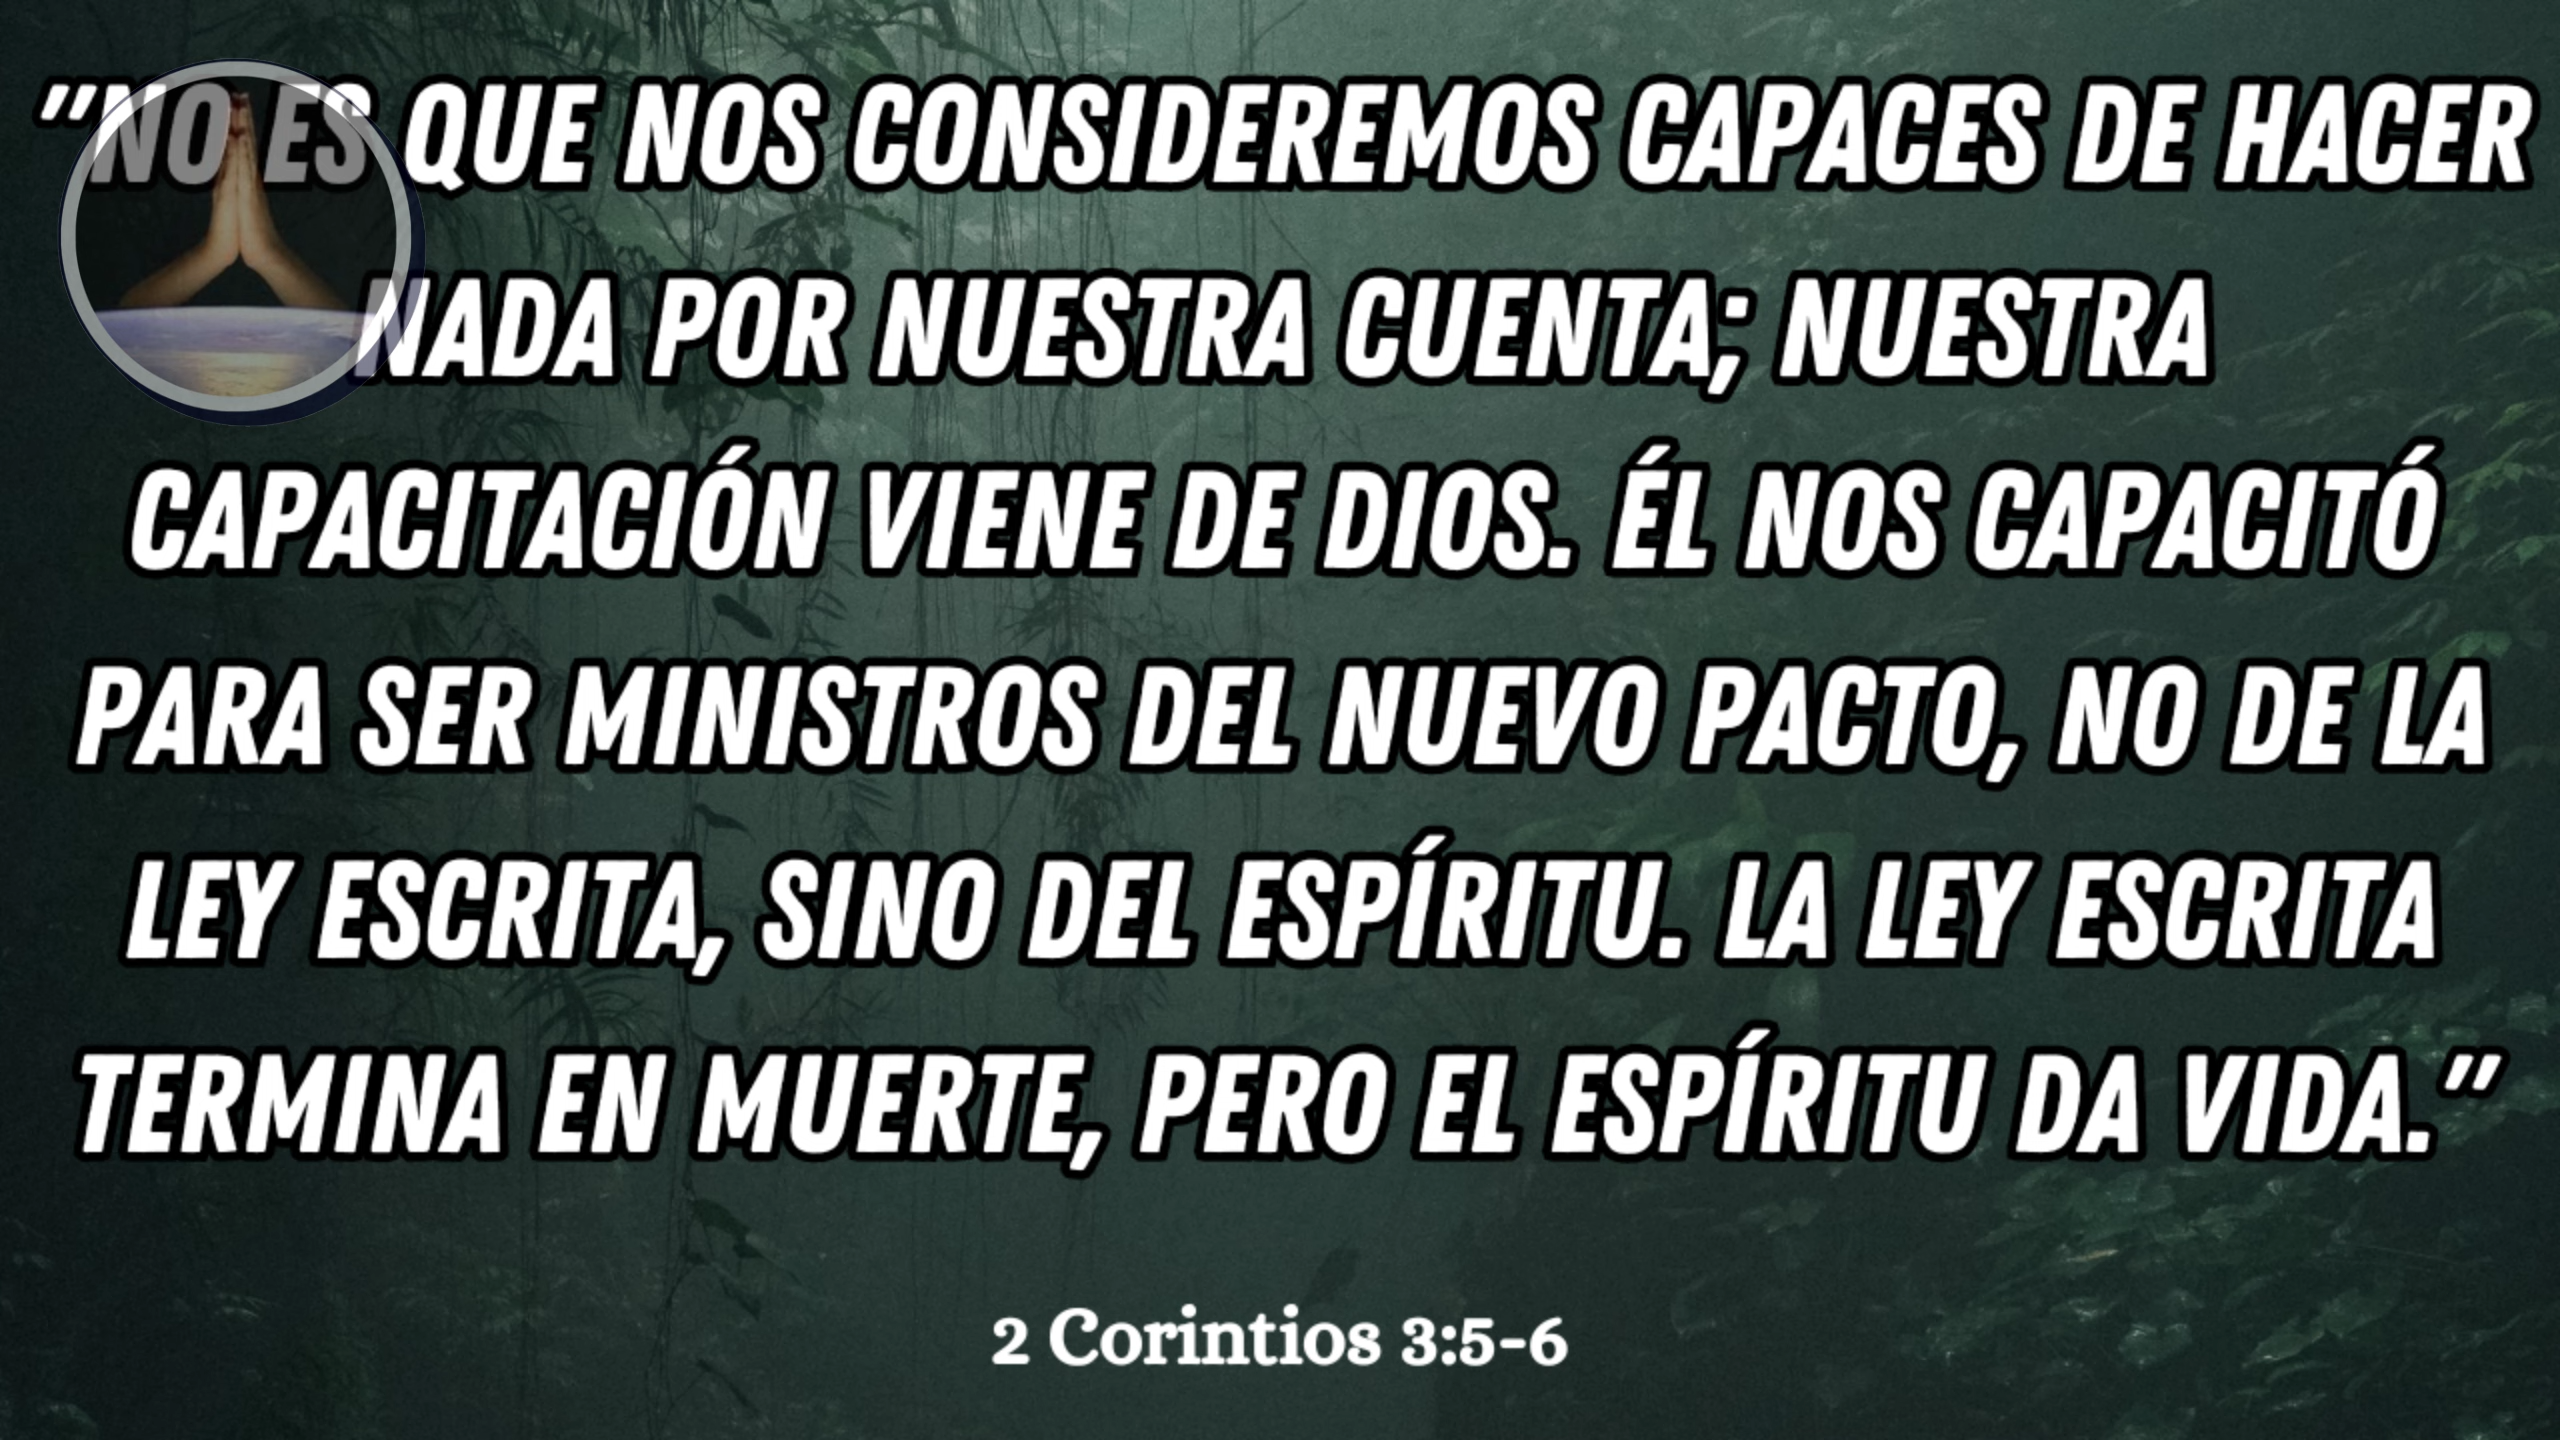 "NO ES QUE NOS CONSIDEREMOS CAPACES DE HACER
NADA POR NUESTRA CUENTA; NUESTRA
CAPACITACIÓN VIENE DE DIOS. ÉL NOS CAPACITÓ
PARA SER MINISTROS DEL NUEVO PACTO, NO DE LA
LEY ESCRITA, SINO DEL ESPÍRITU. LA LEY ESCRITA
TERMINA EN MUERTE, PERO EL ESPÍRITU DA VIDA."
2 Corintios 3:5-6